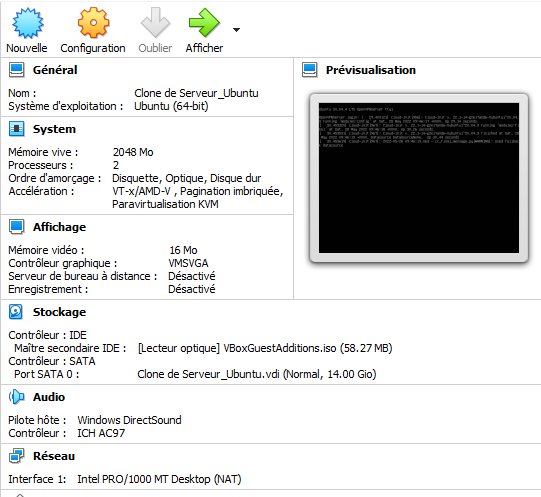 Nouvelle Configuration Oublier Afficher
Général
Nom : Clone de Serveur_Ubuntu
Système d'exploitation : Ubuntu (64-bit)
Prévisualisation
System
Mémoire vive : 2048 Mo
Processeurs : 2
Ordre d'amorçage : Disquette, Optique, Disque dur
Accélération : VT-x/AMD-V , Pagination imbriquée,
Paravirtualisation KVM
Affichage
Mémoire vidéo : 16 Mo
Contrôleur graphique : VMSVGA
Serveur de bureau à distance : Désactivé
Enregistrement : Désactivé
Stockage
Contrôleur : IDE
Maître secondaire IDE : [Lecteur optique] VBoxGuestAdditions.iso (58.27 MB)
Contrôleur : SATA
Port SATA 0 : Clone de Serveur_Ubuntu.vdi (Normal, 14.00 Gio)
Audio
Pilote hôte : Windows DirectSound
Contrôleur : ICH AC97
Réseau
Interface 1: Intel PRO/1000 MT Desktop (NAT)